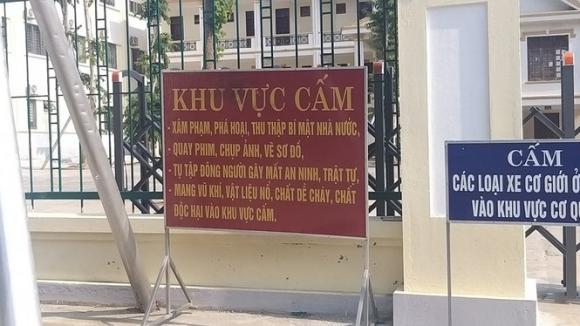 KHU VỰC CẤM
- XÂM PHẠM, PHÁ HOẠI, THU THẬP BÍ MẬT NHÀ NƯỚC,
- QUAY PHIM, CHỤP ẢNH, VẼ SƠ ĐỒ,
- TỤ TẬP ĐÔNG NGƯỜI GÂY MẤT AN NINH, TRẬT TỰ,
- MANG VŨ KHÍ, VẬT LIỆU NỔ, CHẤT DỄ CHÁY, CHẤT
ĐỘC HẠI VÀO KHU VỰC CẤM.
CẤM
CÁC LOẠI XE CƠ GIỚI Ở
VÀO KHU VỰC CƠ QU